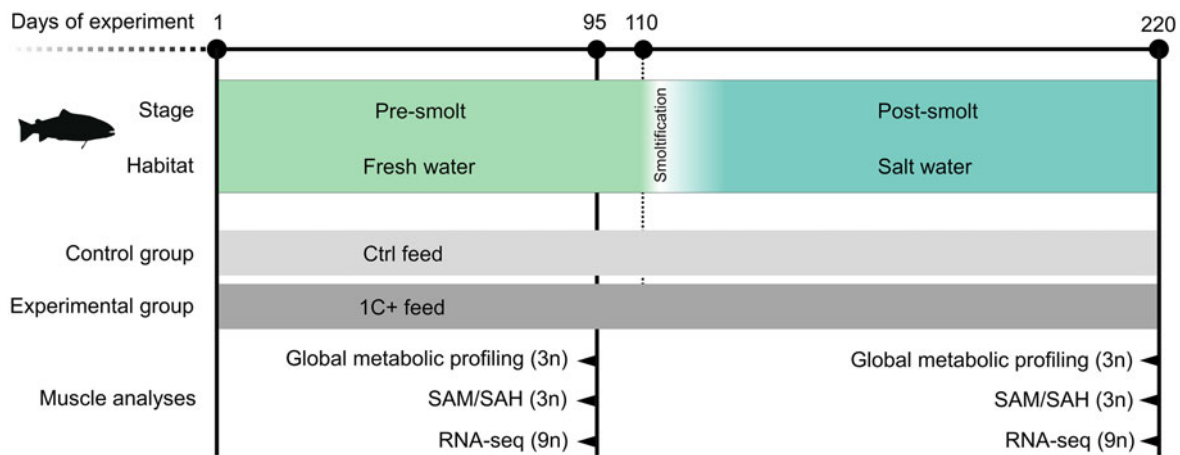 Days of experiment 1 95 110 220
Stage Pre-smolt Smoltification Post-smolt
Habitat Fresh water Salt water
Control group Ctrl feed
Experimental group 1C+ feed
Global metabolic profiling (3n) Global metabolic profiling (3n)
Muscle analyses SAM/SAH (3n) SAM/SAH (3n)
RNA-seq (9n) RNA-seq (9n)